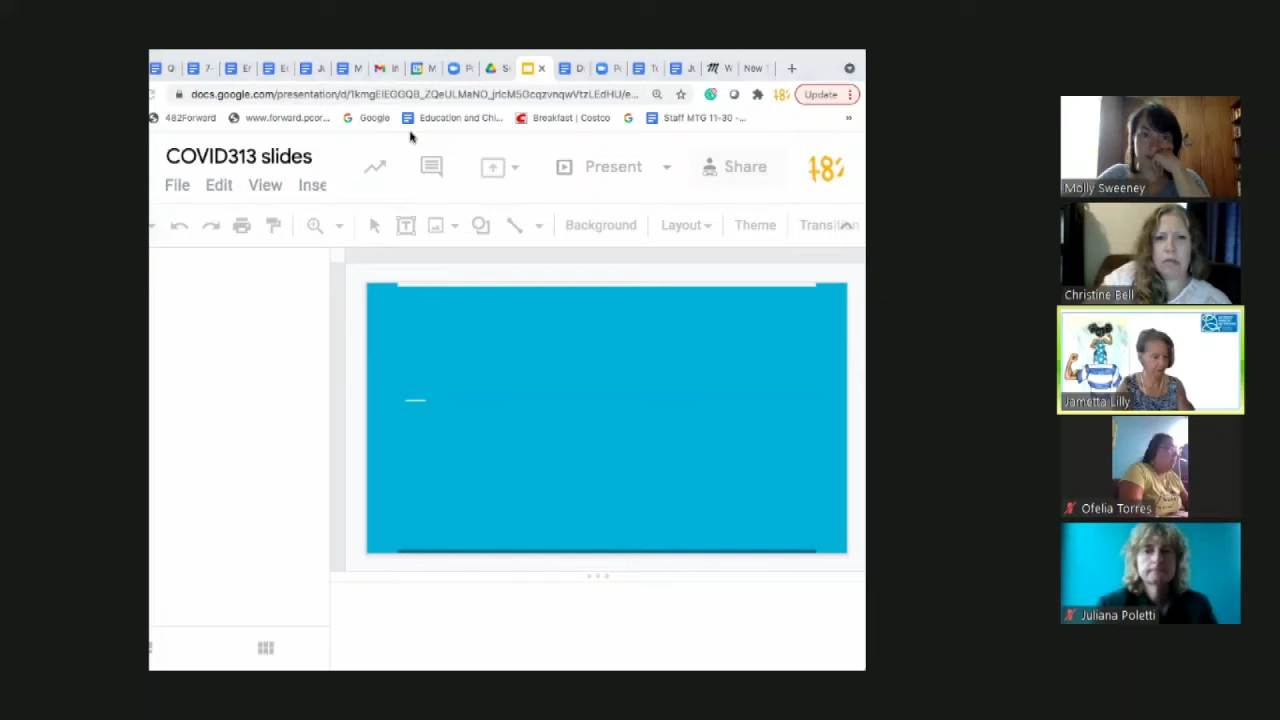 docs.google.com/presentation/d/1kmgEIEGGQB_ZQeULMaNO_jrlcM5GcqzvnqwVtzLEdHU/e...
Update
482Forward
www.forward.pcor...
Google
Education and Chi...
Breakfast | Costco
Staff MTG 11-30 -...
»
COVID313 slides
Present
Share
File Edit View Inse
Background
Layout
Theme
Transition
Molly Sweeney
Christine Bell
Jametta Lilly
Ofelia Torres
Juliana Poletti